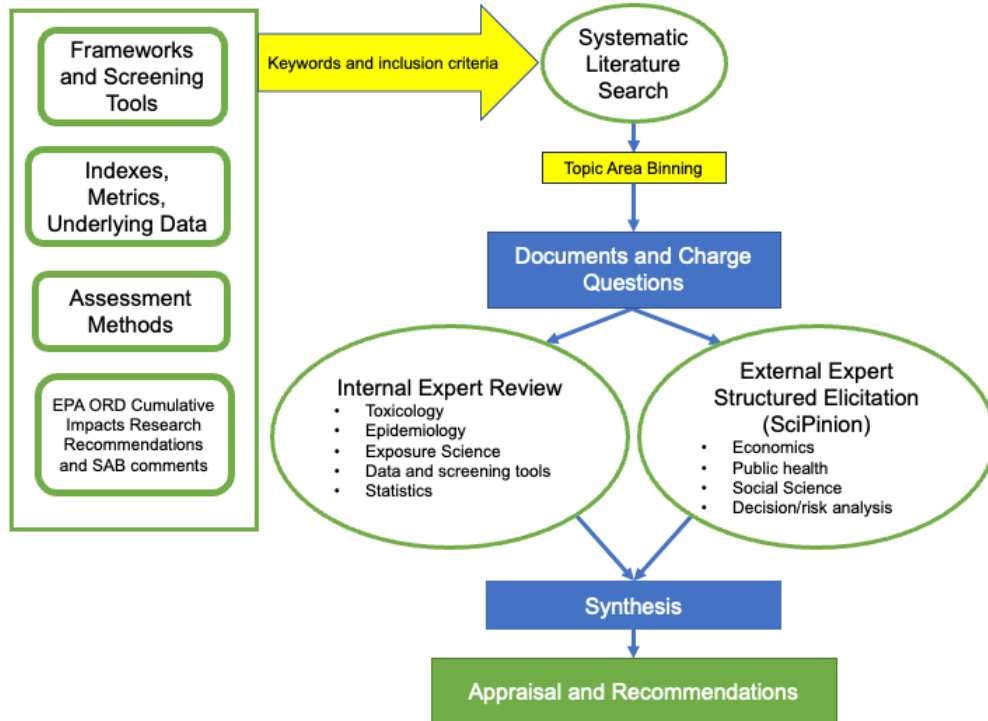 Frameworks
and Screening
Tools
Indexes,
Metrics,
Underlying Data
Assessment
Methods
EPA ORD Cumulative
Impacts Research
Recommendations
and SAB comments
Keywords and inclusion criteria
Systematic
Literature
Search
Topic Area Binning
Documents and Charge
Questions
Internal Expert Review
• Toxicology
• Epidemiology
• Exposure Science
• Data and screening tools
• Statistics
External Expert
Structured Elicitation
(SciPinion)
• Economics
• Public health
• Social Science
• Decision/risk analysis
Synthesis
Appraisal and Recommendations